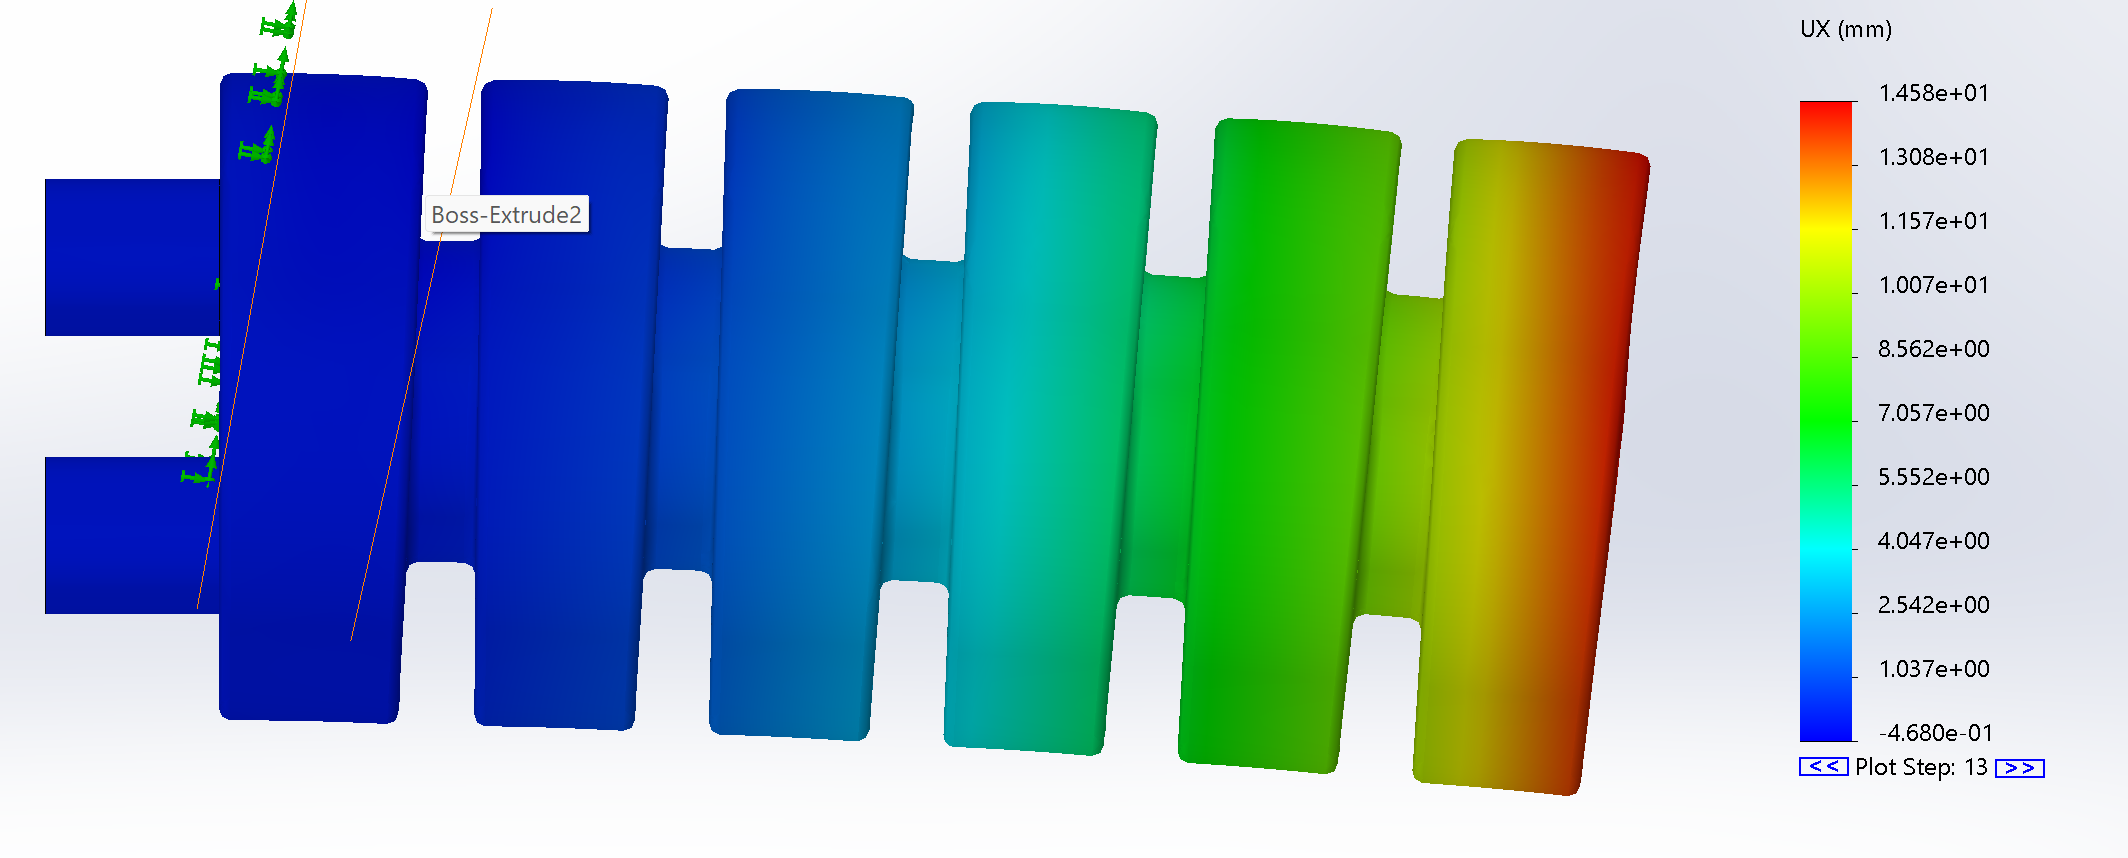 UX (mm)
1.458e+01
1.308e+01
1.157e+01
1.007e+01
8.562e+00
7.057e+00
5.552e+00
4.047e+00
2.542e+00
1.037e+00
-4.680e-01
<< Plot Step: 13 >>
Boss-Extrude2